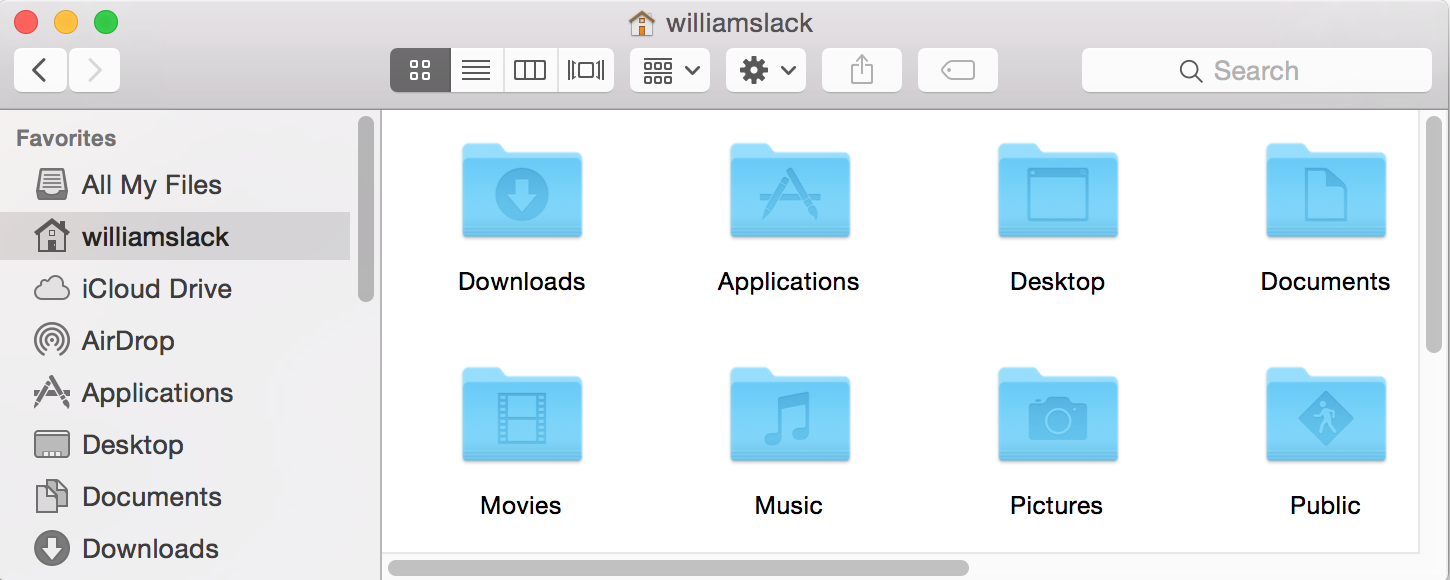 williamslack
Search
Favorites
All My Files
williamslack
iCloud Drive
AirDrop
Applications
Desktop
Documents
Downloads
Downloads
Applications
Desktop
Documents
Movies
Music
Pictures
Public